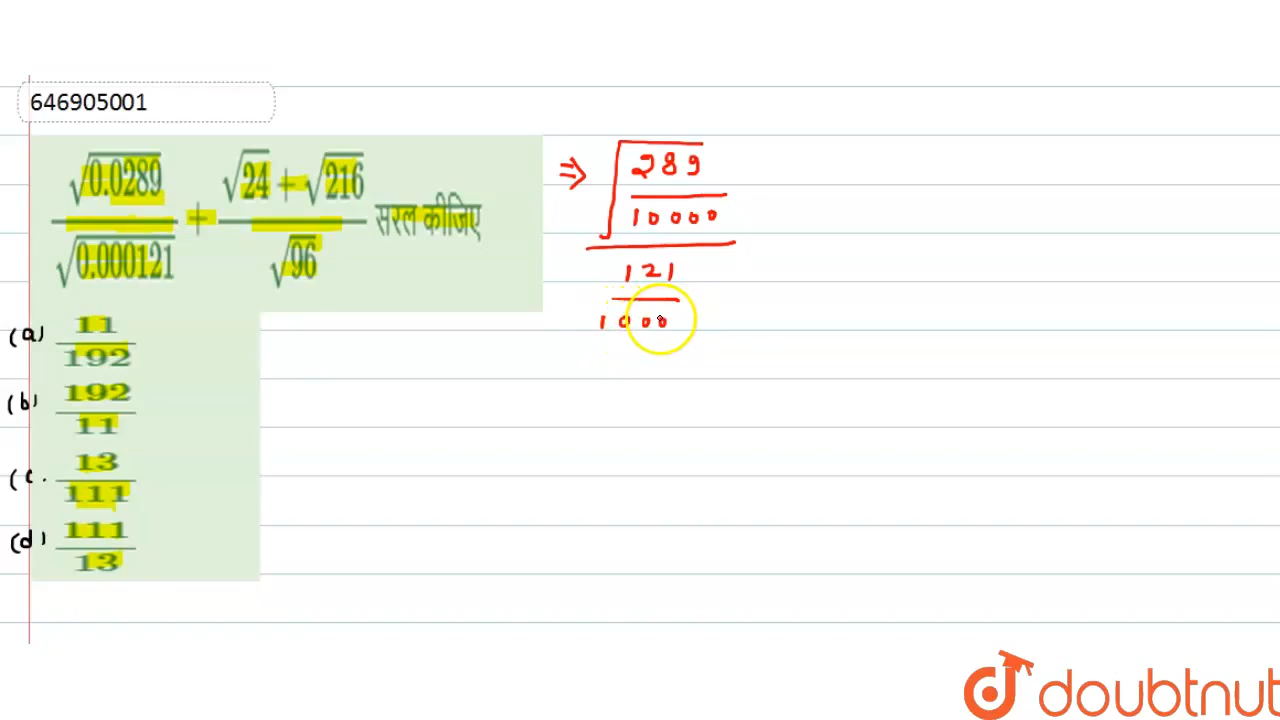 646905001
√0.0289 / √0.000121 + (√24 + √216) / √96 सरल कीजिए
(a) 11/192
(b) 192/11
(c. 13/111
(d) 111/13
⇒ √(289/10000)
121/1000
doubtnut